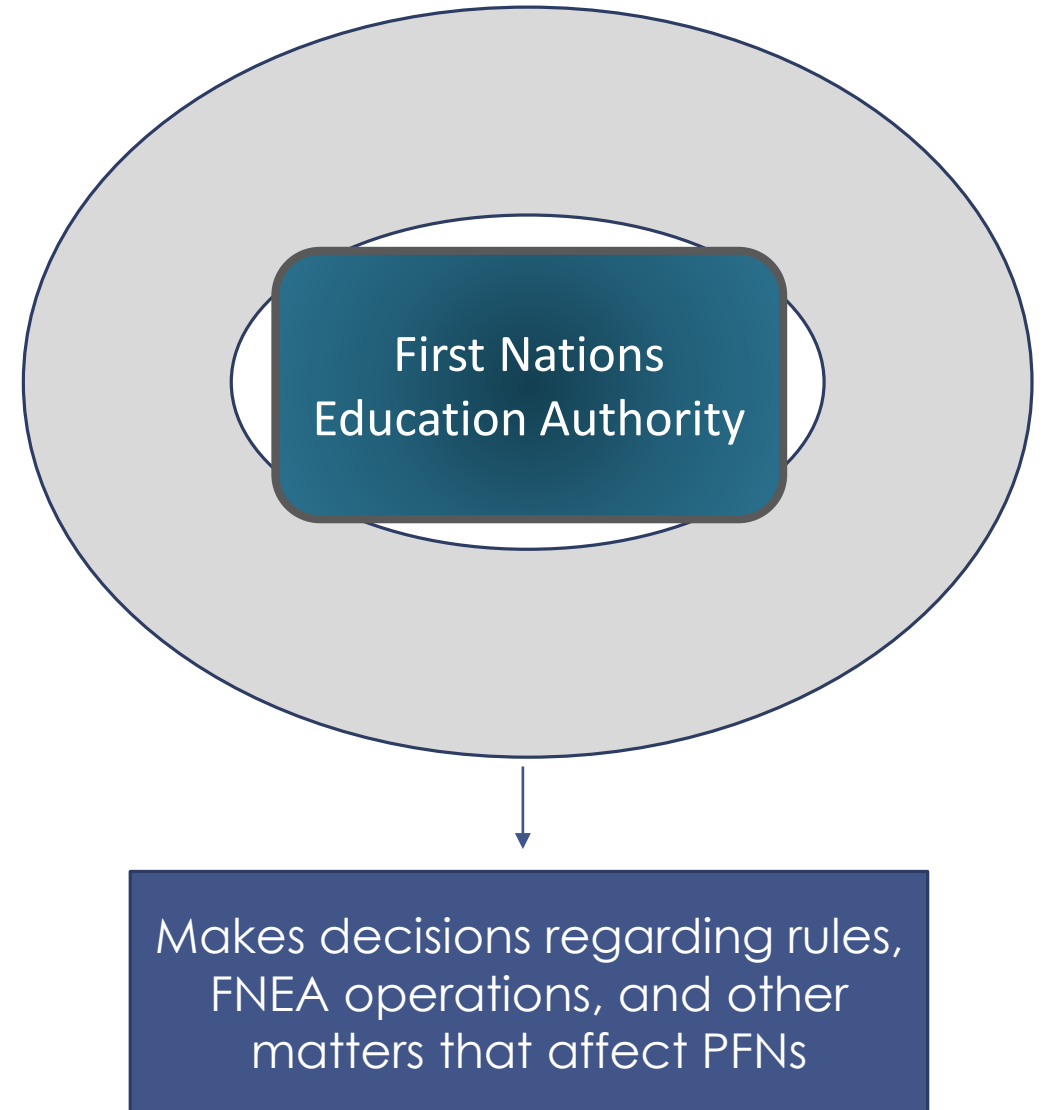 First Nations
Education Authority
Makes decisions regarding rules,
FNEA operations, and other
matters that affect PFNs